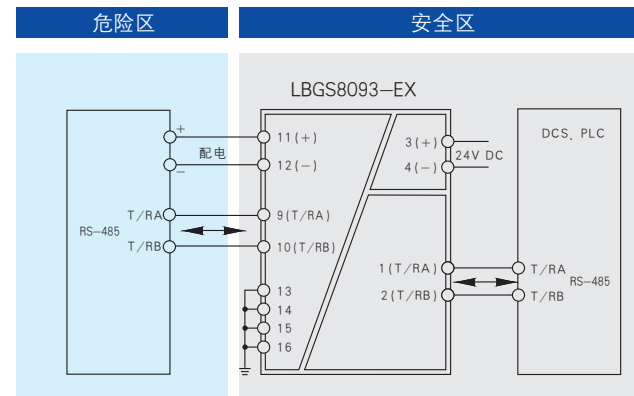 危险区
安全区
LBGS8093—EX
+
配电
−
T/RA
RS—485
T/RB
11(+)
12(−)
9(T/RA)
10(T/RB)
13
14
15
16
3(+)
4(−)
24V DC
1(T/RA)
2(T/RB)
DCS、PLC
T/RA
RS—485
T/RB